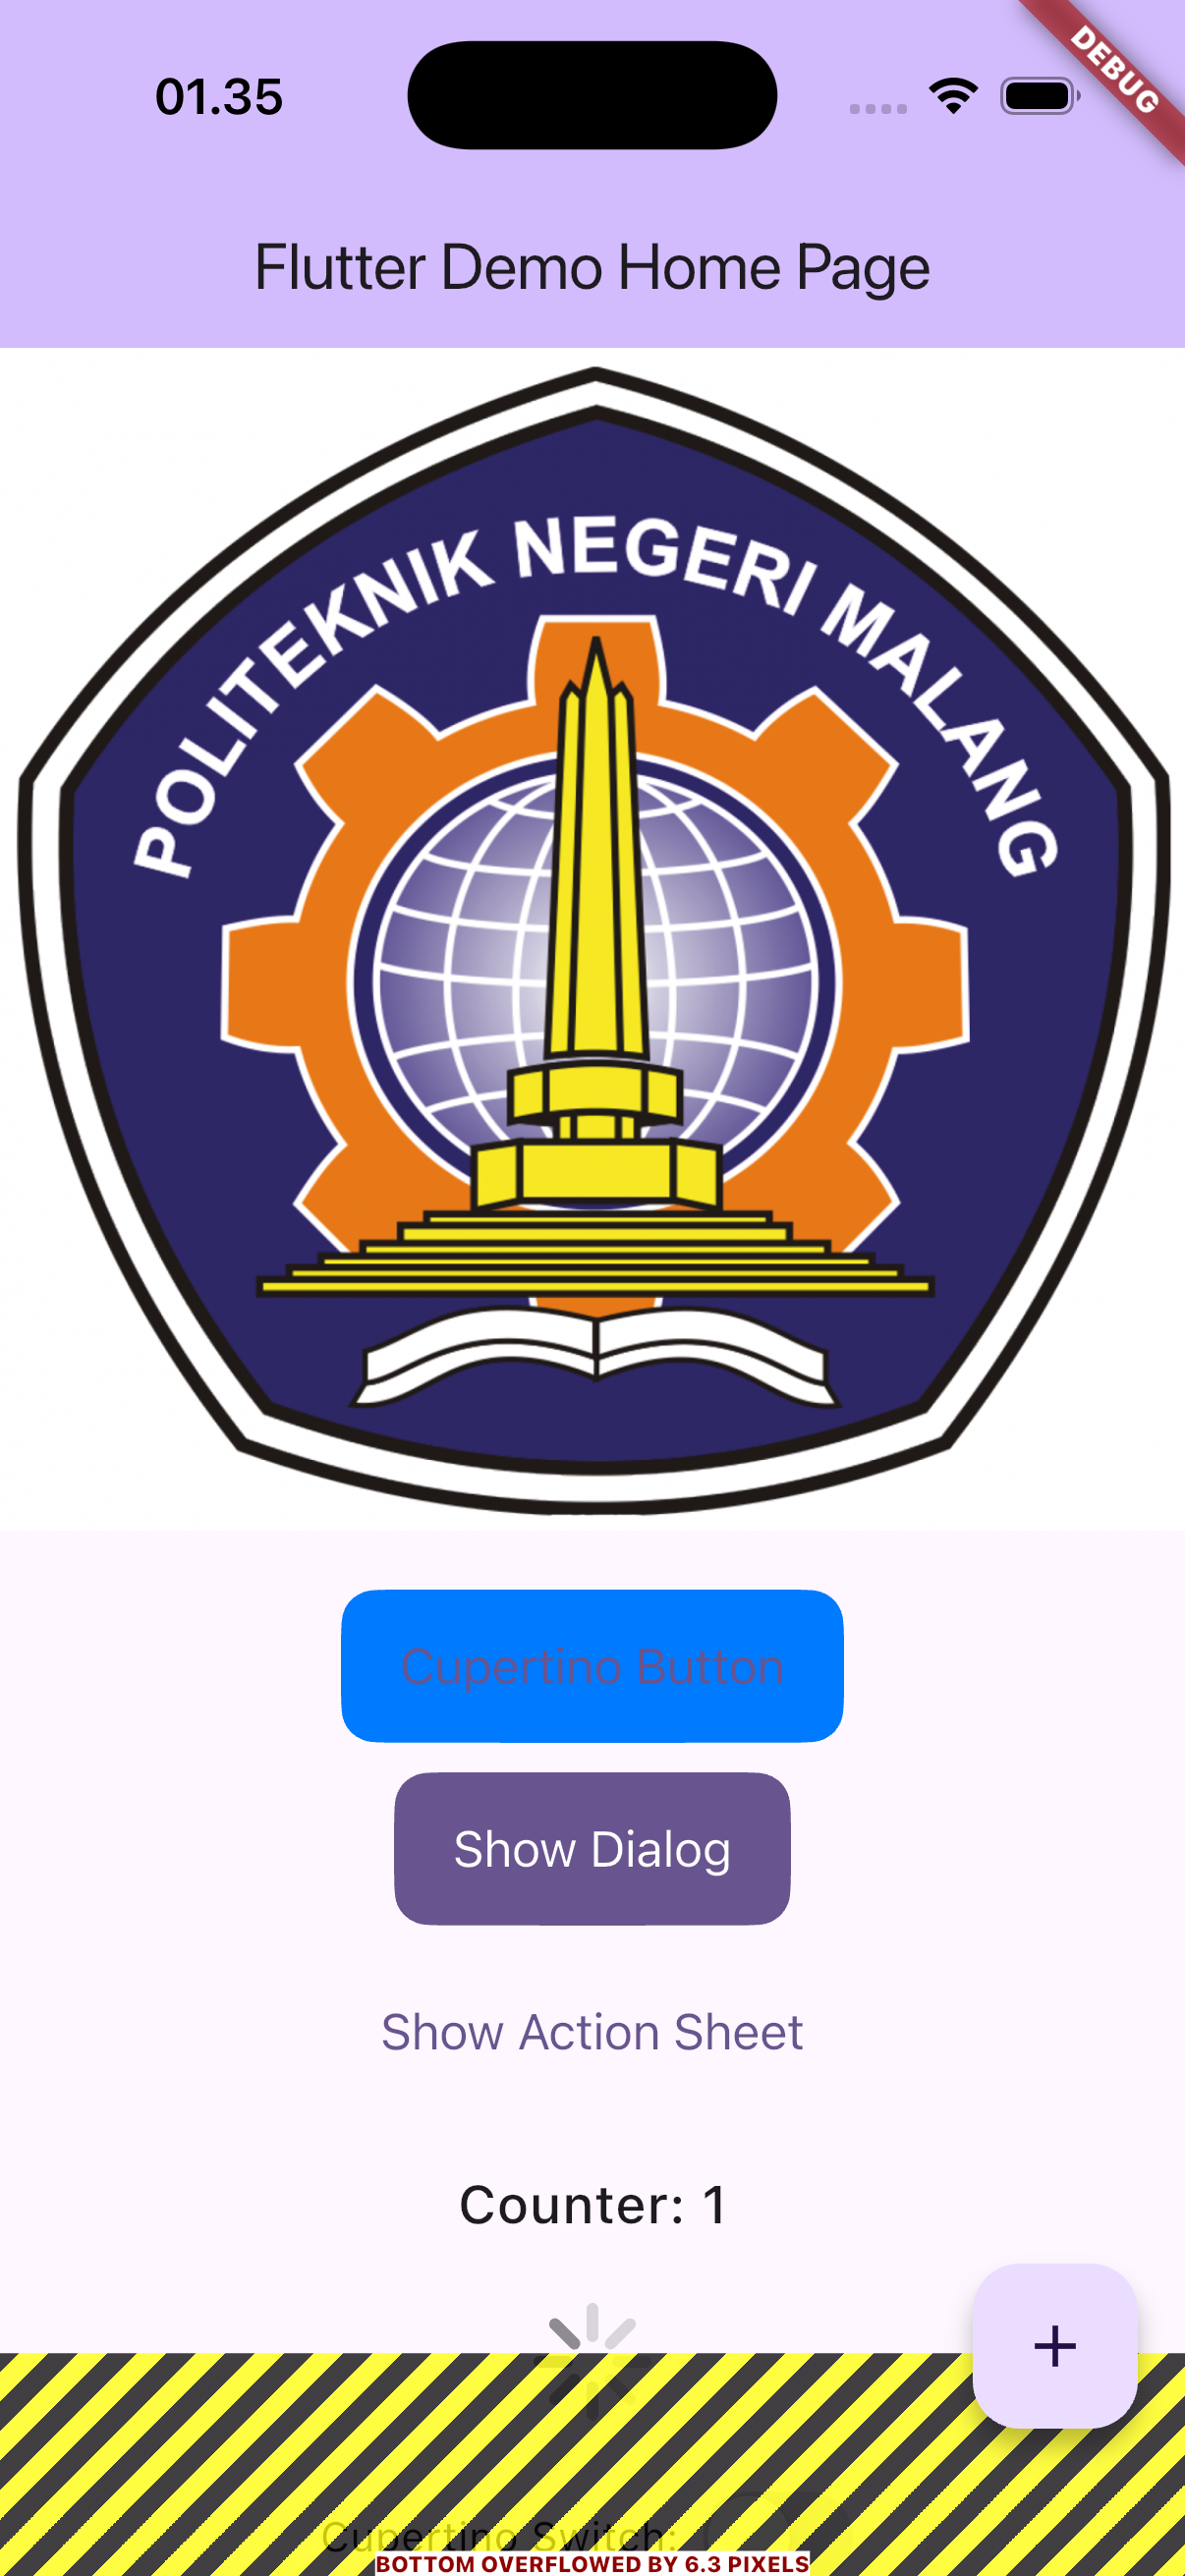 01.35
DEBUG
Flutter Demo Home Page
POLITEKNIK NEGERI MALANG
Cupertino Button
Show Dialog
Show Action Sheet
Counter: 1
+
Cupertino Switch:
BOTTOM OVERFLOWED BY 6.3 PIXELS